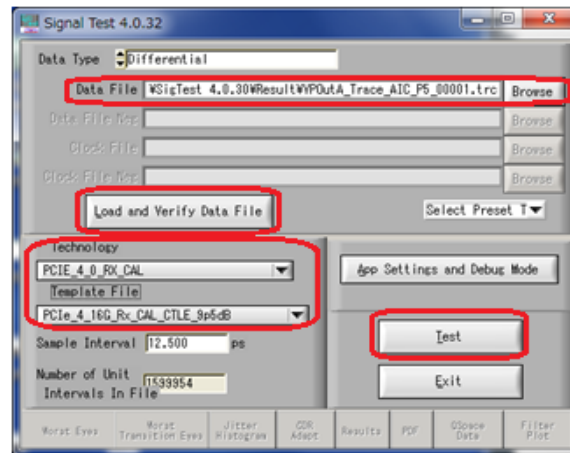 Signal Test 4.0.32
Data Type Differential
Data File ¥SigTest 4.0.30¥Result¥YPOutA_Trace_AIC_P5_00001.trc Browse
Data File Neg Browse
Clock File Browse
Clock File Neg Browse
Load and Verify Data File
Select Preset T
Technology
PCIE_4_0_RX_CAL
Template File
PCIe_4_16G_Rx_CAL_CTLE_9p5dB
Sample Interval 12.500 ps
Number of Unit
Intervals In File 1599954
App Settings and Debug Mode
Test
Exit
Worst Eyes
Worst Transition Eyes
Jitter Histogram
CDR Adapt
Results
PDF
QSpace Data
Filter Plot